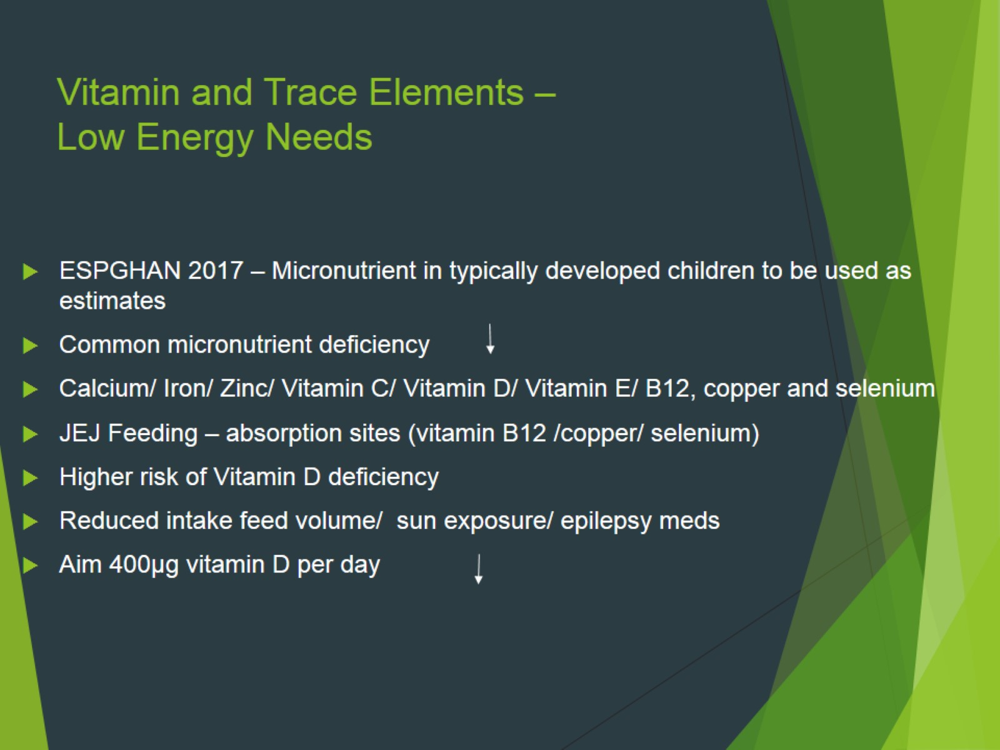 Vitamin and Trace Elements –
Low Energy Needs
ESPGHAN 2017 – Micronutrient in typically developed children to be used as
estimates
Common micronutrient deficiency
Calcium/ Iron/ Zinc/ Vitamin C/ Vitamin D/ Vitamin E/ B12, copper and selenium
JEJ Feeding – absorption sites (vitamin B12 /copper/ selenium)
Higher risk of Vitamin D deficiency
Reduced intake feed volume/  sun exposure/ epilepsy meds
Aim 400µg vitamin D per day